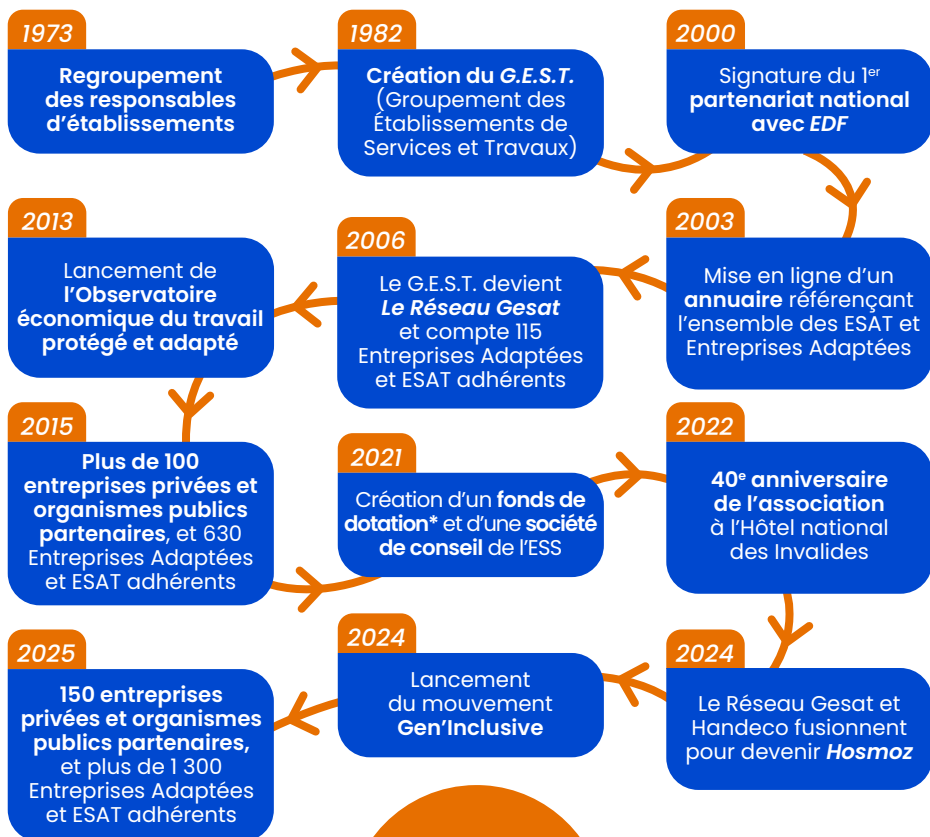 1973
Regroupement
des responsables
d'établissements
1982
Création du G.E.S.T.
(Groupement des
Établissements de
Services et Travaux)
2000
Signature du 1er
partenariat national
avec EDF
2003
Mise en ligne d'un
annuaire référençant
l'ensemble des ESAT et
Entreprises Adaptées
2006
Le G.E.S.T. devient
Le Réseau Gesat
et compte 115
Entreprises Adaptées
et ESAT adhérents
2013
Lancement de
l'Observatoire
économique du travail
protégé et adapté
2015
Plus de 100
entreprises privées et
organismes publics
partenaires, et 630
Entreprises Adaptées
et ESAT adhérents
2021
Création d'un fonds de
dotation* et d'une société
de conseil de l'ESS
2022
40e anniversaire
de l'association
à l'Hôtel national
des Invalides
2024
Le Réseau Gesat et
Handeco fusionnent
pour devenir Hosmoz
2024
Lancement
du mouvement
Gen'Inclusive
2025
150 entreprises
privées et organismes
publics partenaires,
et plus de 1 300
Entreprises Adaptées
et ESAT adhérents